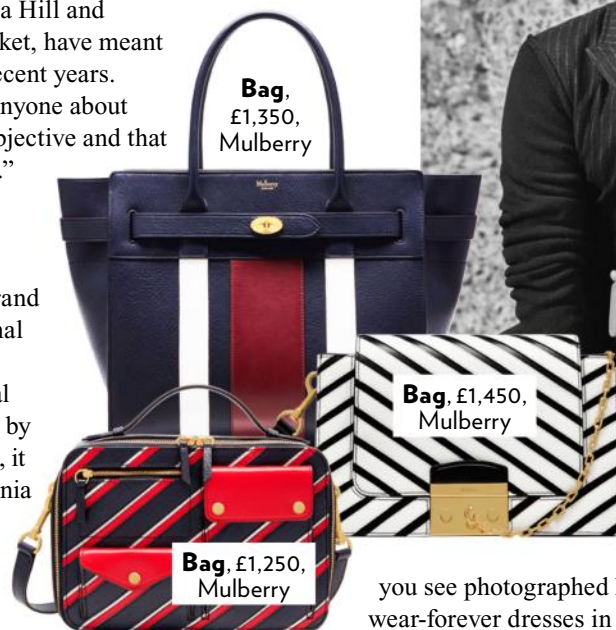 a Hill and
ket, have meant
ecent years.
nyone about
bjective and that
.”
rand
nal
al
by
, it
nia
Bag,
£1,350,
Mulberry
Mulberry
Bag, £1,450,
Mulberry
Bag, £1,250,
Mulberry
you see photographed
wear-forever dresses in